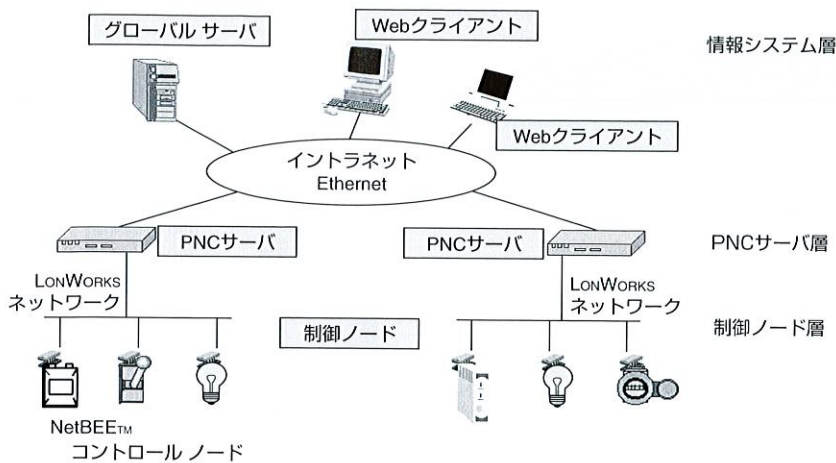 グローバル サーバ
Webクライアント
情報システム層
Webクライアント
イントラネット
Ethernet
PNCサーバ
PNCサーバ
PNCサーバ層
LONWORKS
ネットワーク
LONWORKS
ネットワーク
制御ノード
制御ノード層
NetBEE™
コントロール ノード